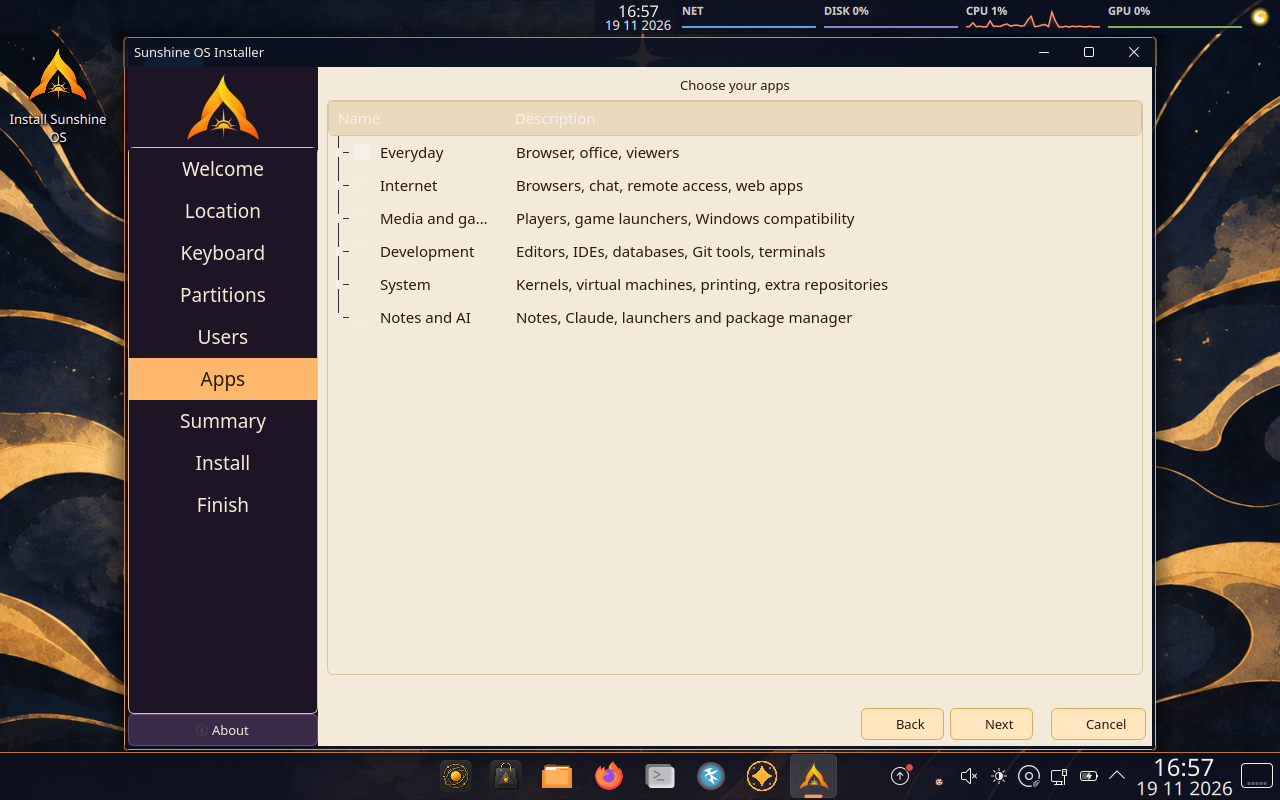 16:57
19 11 2026
NET
DISK 0%
CPU 1%
GPU 0%
Install Sunshine
OS
Sunshine OS Installer
Choose your apps
Name
Description
Everyday
Browser, office, viewers
Internet
Browsers, chat, remote access, web apps
Media and ga...
Players, game launchers, Windows compatibility
Development
Editors, IDEs, databases, Git tools, terminals
System
Kernels, virtual machines, printing, extra repositories
Notes and AI
Notes, Claude, launchers and package manager
Welcome
Location
Keyboard
Partitions
Users
Apps
Summary
Install
Finish
About
Back
Next
Cancel
16:57
19 11 2026